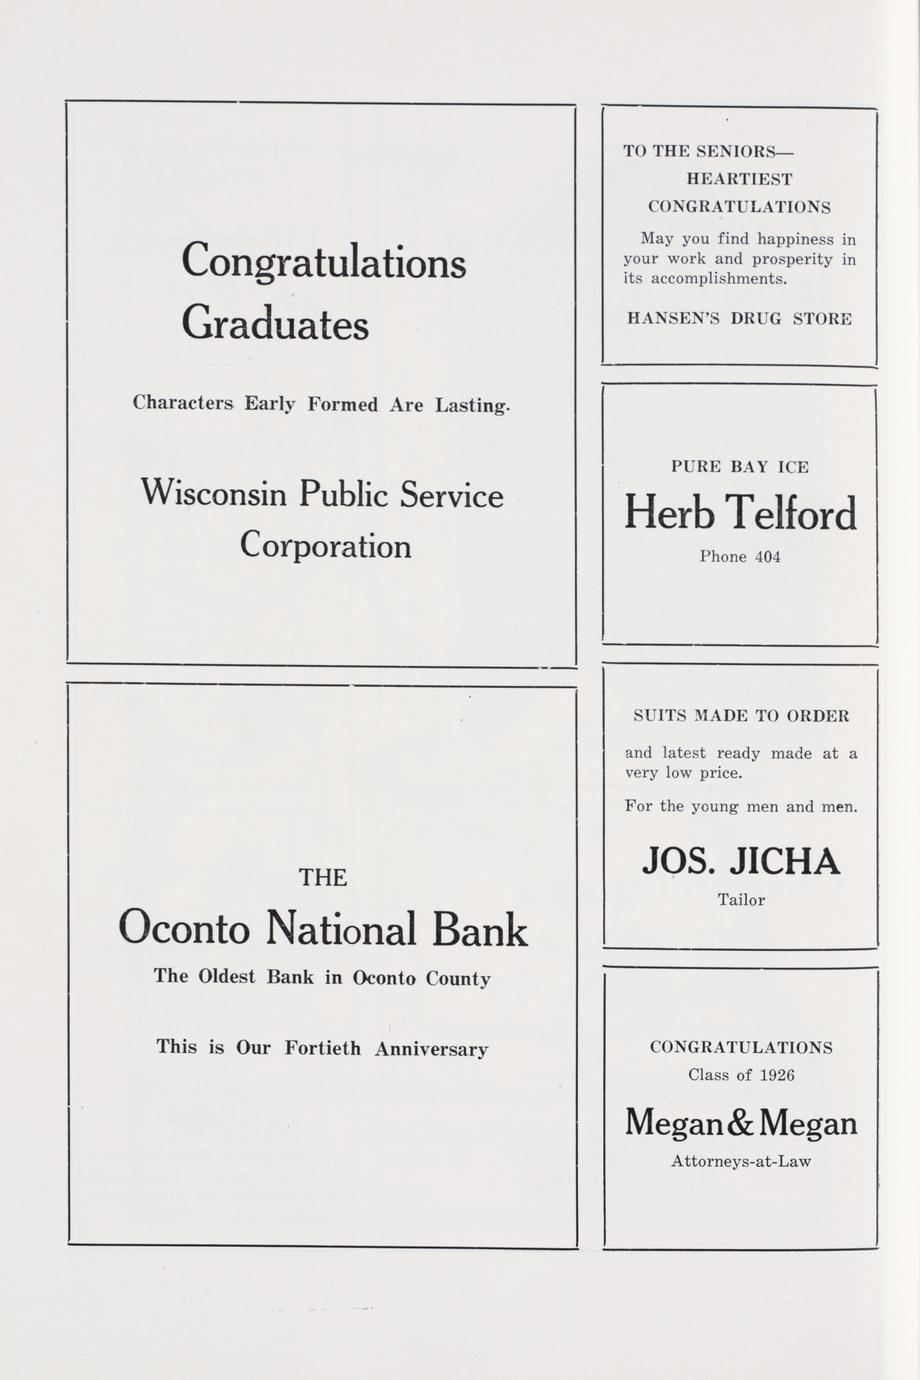 Congratulations
Graduates
Characters Early Formed Are Lasting.
Wisconsin Public Service
Corporation
THE
Oconto National Bank
The Oldest Bank in Oconto County
This is Our Fortieth Anniversary
TO THE SENIORS—
HEARTIEST
CONGRATULATIONS
May you find happiness in
your work and prosperity in
its accomplishments.
HANSEN'S DRUG STORE
PURE BAY ICE
Herb Telford
Phone 404
SUITS MADE TO ORDER
and latest ready made at a
very low price.
For the young men and men.
JOS. JICHA
Tailor
CONGRATULATIONS
Class of 1926
Megan & Megan
Attorneys-at-Law